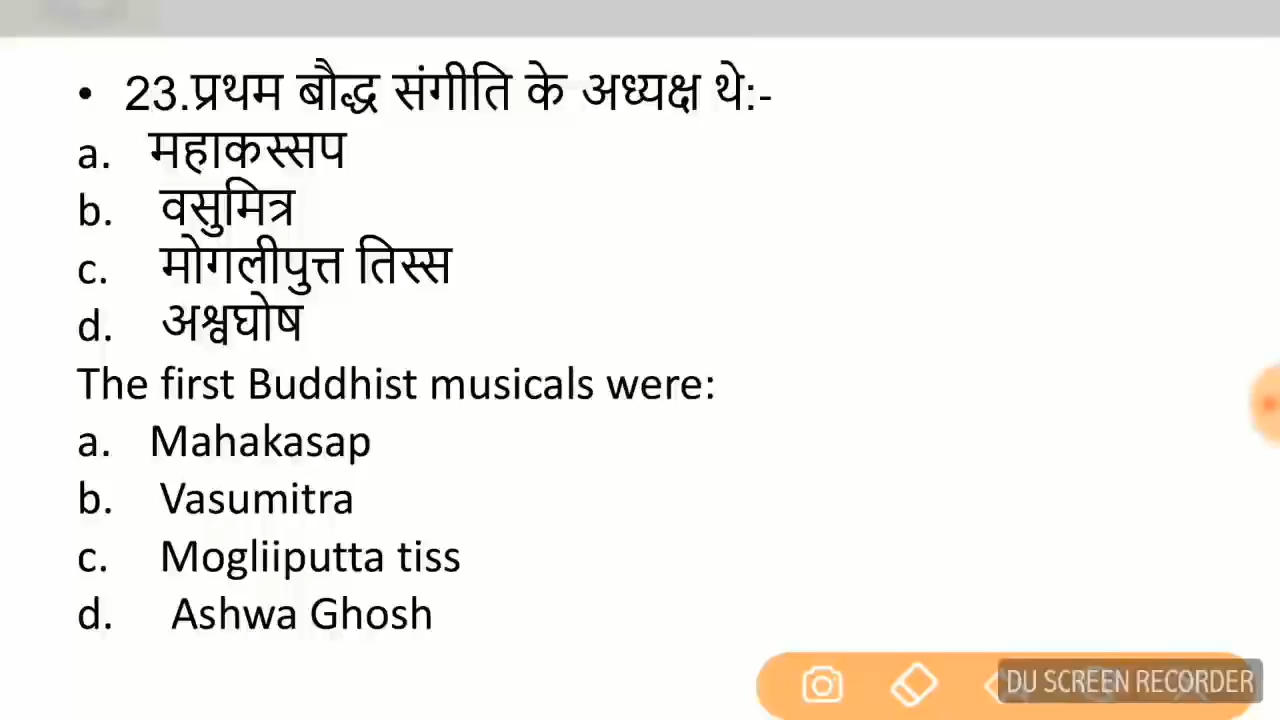 • 23.प्रथम बौद्ध संगीति के अध्यक्ष थे:-
a. महाकस्सप
b. वसुमित्र
c. मोगलीपुत्त तिस्स
d. अश्वघोष
The first Buddhist musicals were:
a. Mahakasap
b. Vasumitra
c. Mogliiputta tiss
d. Ashwa Ghosh
DU SCREEN RECORDER